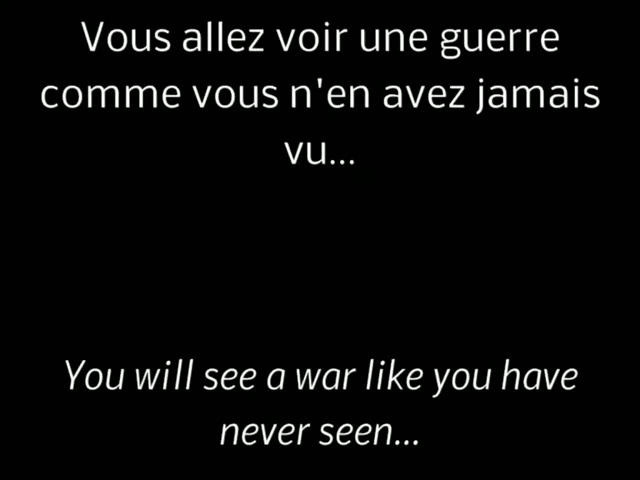 Vous allez voir une guerre
comme vous n'en avez jamais
vu...
You will see a war like you have
never seen...